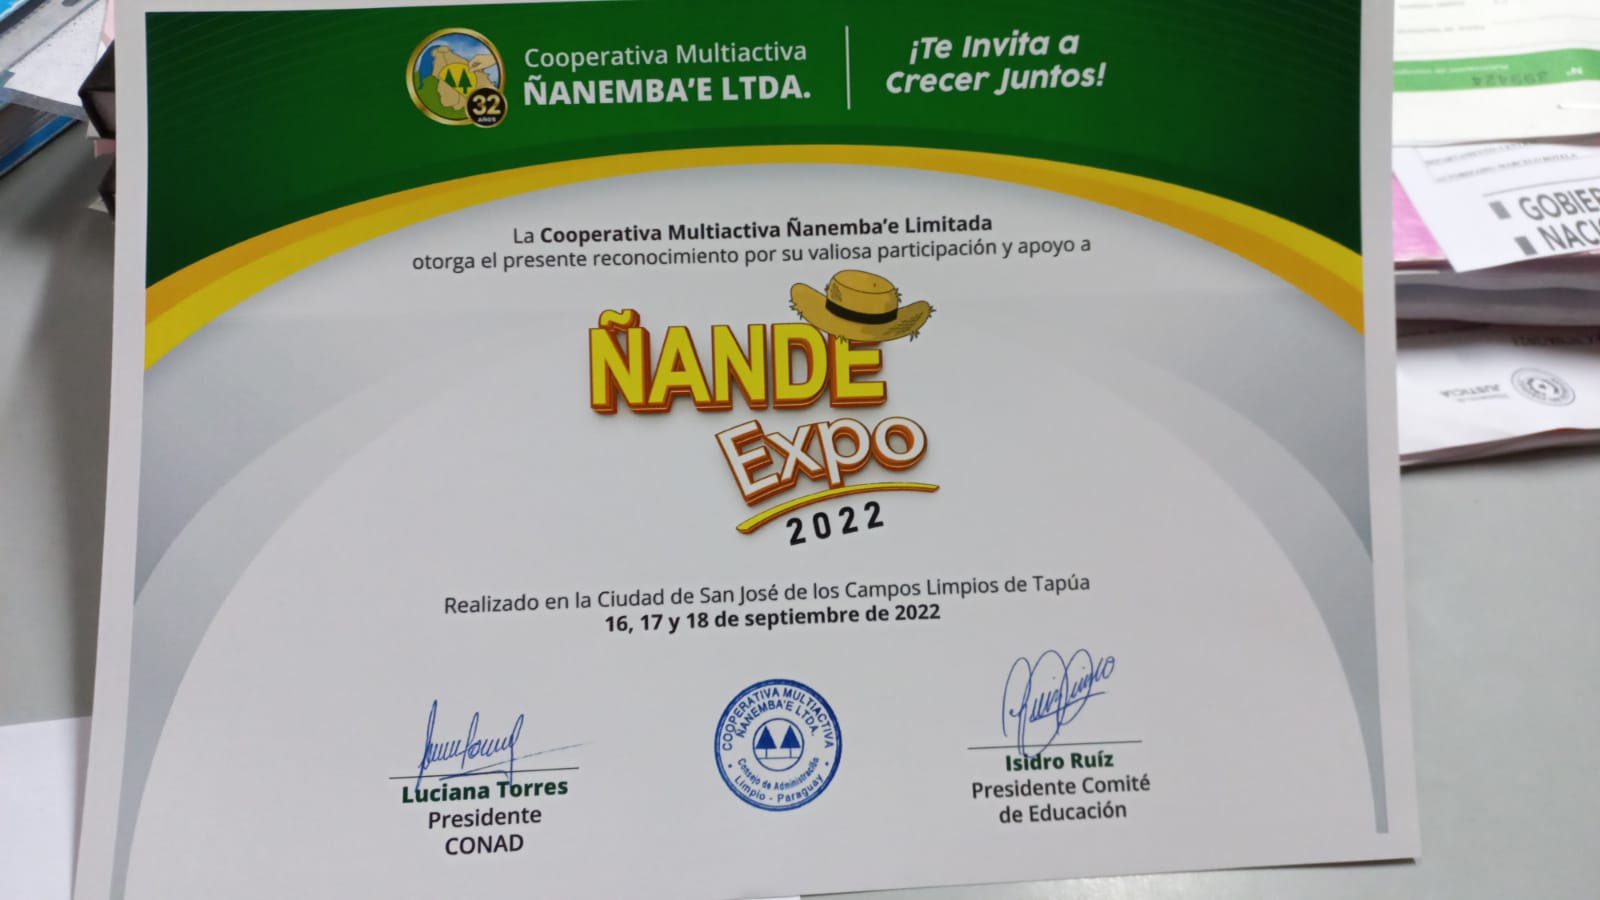 Cooperativa Multiactiva
ÑANEMBA'E LTDA.
32
AÑOS
¡Te Invita a
Crecer Juntos!
La Cooperativa Multiactiva Ñanemba'e Limitada
otorga el presente reconocimiento por su valiosa participación y apoyo a
ÑANDE
Expo
2022
Realizado en la Ciudad de San José de los Campos Limpios de Tapúa
16, 17 y 18 de septiembre de 2022
Luciana Torres
Presidente
CONAD
COOPERATIVA MULTIACTIVA
ÑANEMBA'E LTDA.
Consejo de Administración
Limpio - Paraguay
Isidro Ruíz
Presidente Comité
de Educación
Nº
399424
JUSTICIA